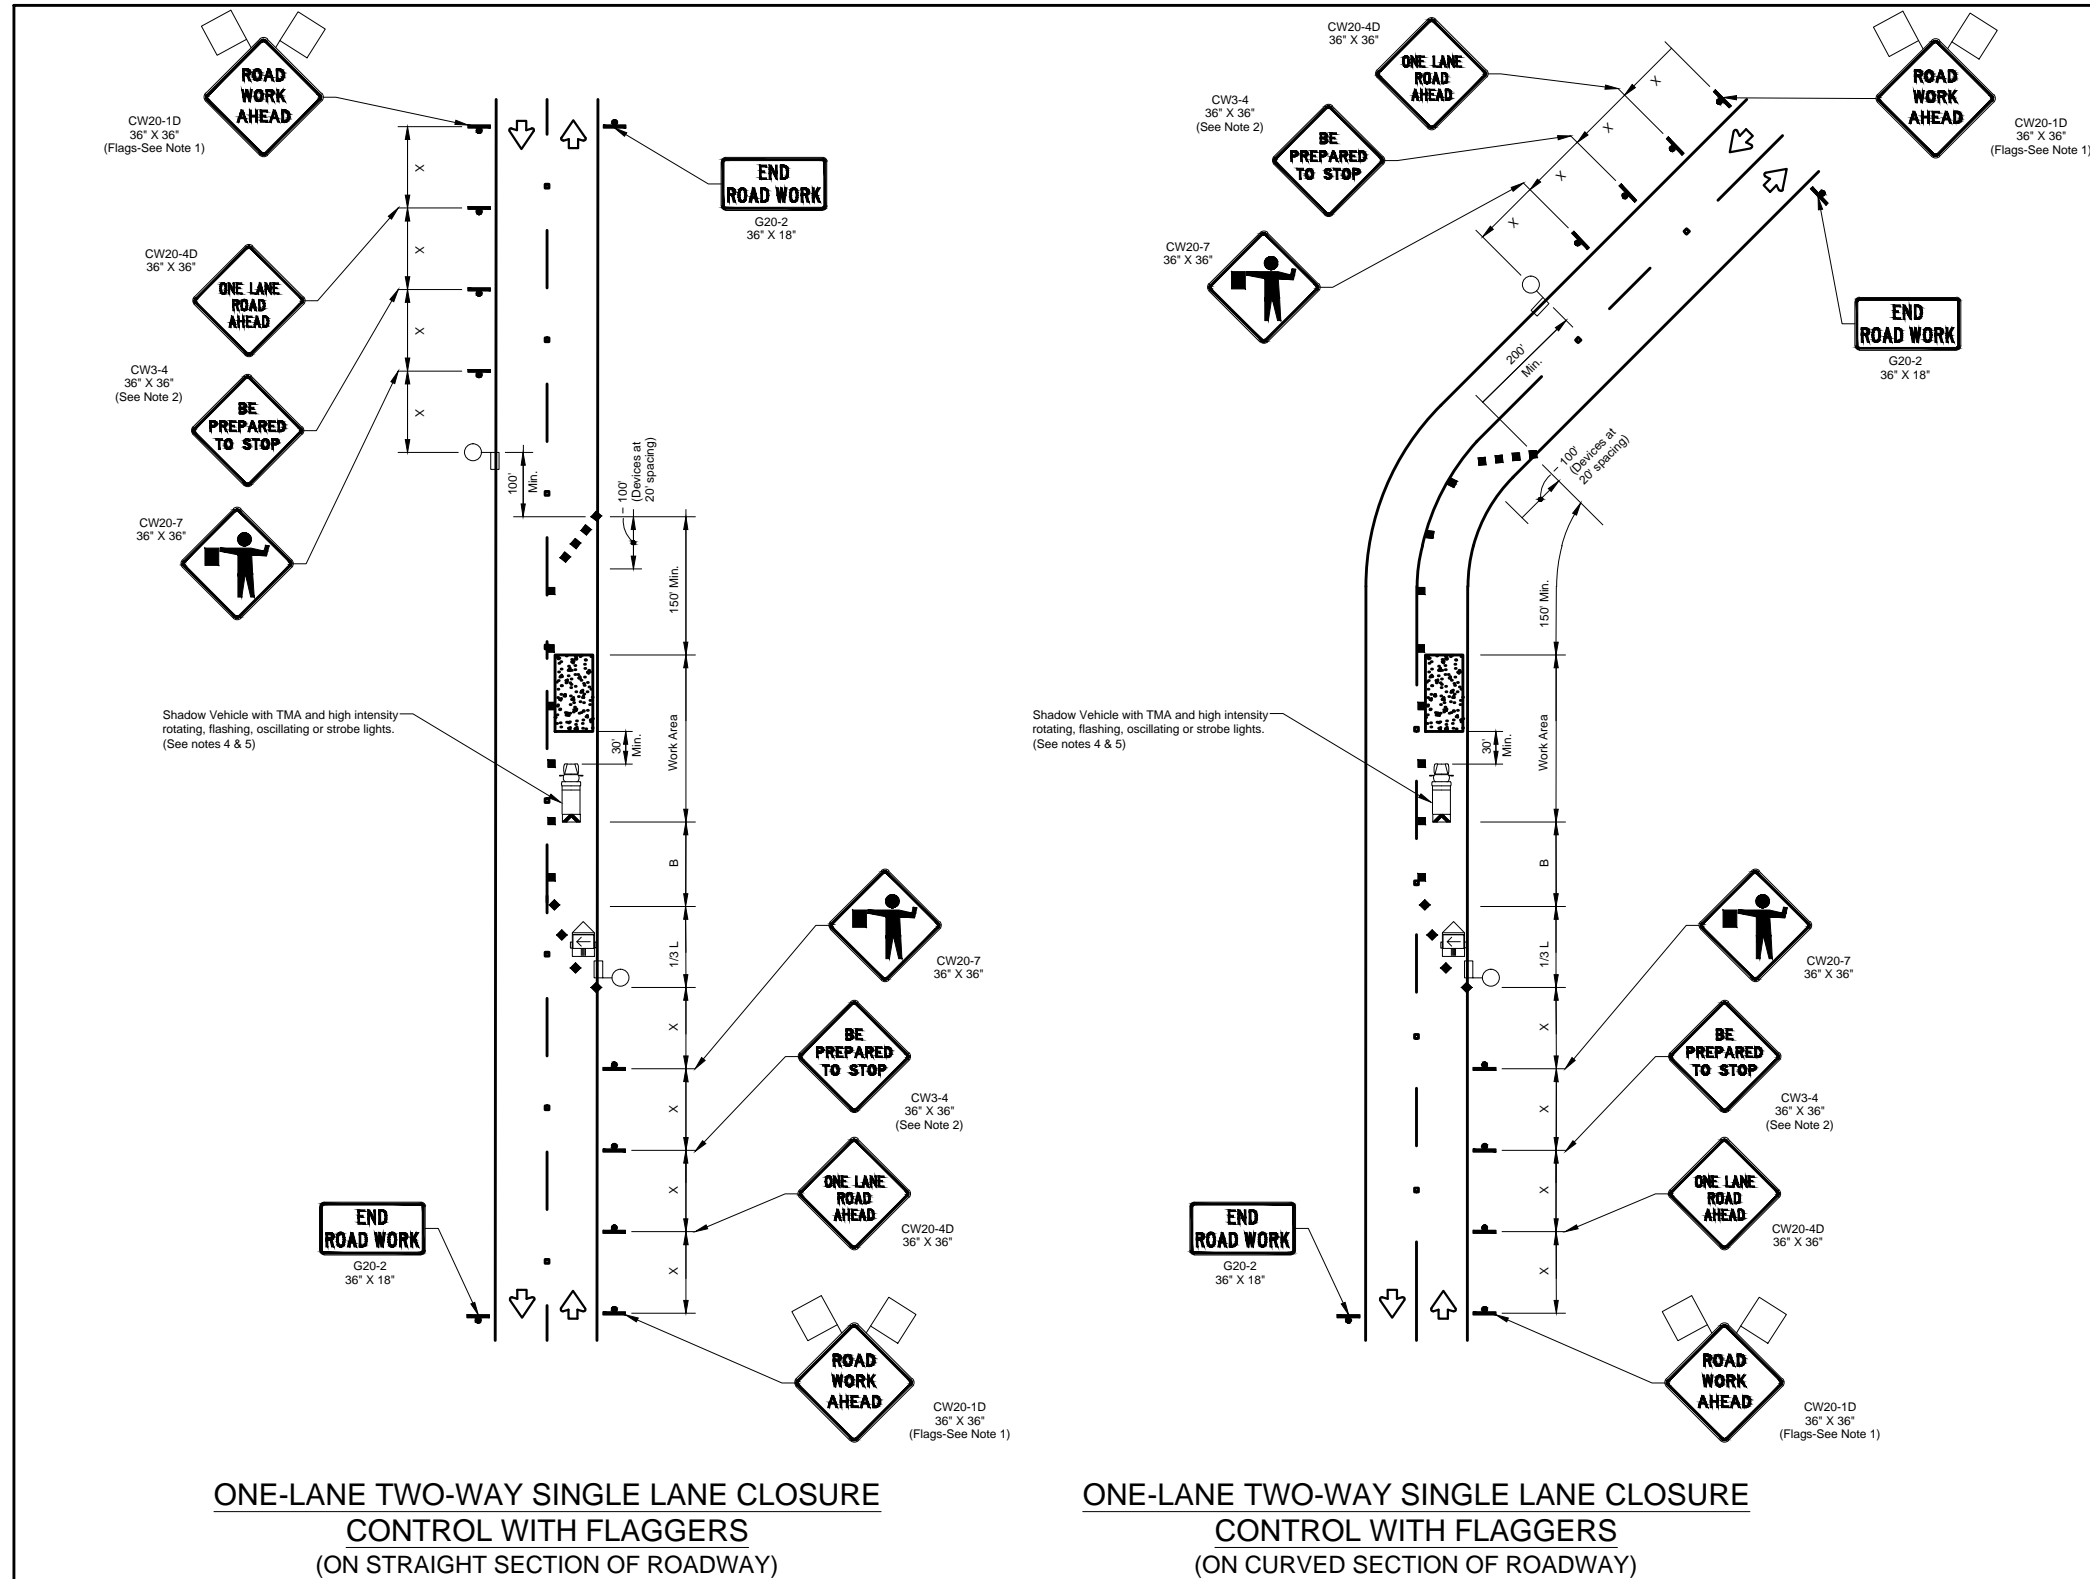 ROAD
WORK
AHEAD
CW20-1D
36" X 36"
(Flags-See Note 1)
X
END
ROAD WORK
G20-2
36" X 18"
X
CW20-4D
36" X 36"
ONE LANE
ROAD
AHEAD
X
CW3-4
36" X 36"
(See Note 2)
BE
PREPARED
TO STOP
X
100'
Min.
100'
(Devices at
20' spacing)
CW20-7
36" X 36"
150' Min.
Shadow Vehicle with TMA and high intensity
rotating, flashing, oscillating or strobe lights.
(See notes 4 & 5)
30'
Min.
Work Area
B
1/3 L
CW20-7
36" X 36"
X
BE
PREPARED
TO STOP
CW3-4
36" X 36"
(See Note 2)
X
ONE LANE
ROAD
AHEAD
CW20-4D
36" X 36"
X
END
ROAD WORK
G20-2
36" X 18"
X
ROAD
WORK
AHEAD
CW20-1D
36" X 36"
(Flags-See Note 1)
ONE-LANE TWO-WAY SINGLE LANE CLOSURE
CONTROL WITH FLAGGERS
(ON STRAIGHT SECTION OF ROADWAY)
CW20-4D
36" X 36"
ONE LANE
ROAD
AHEAD
X
ROAD
WORK
AHEAD
CW20-1D
36" X 36"
(Flags-See Note 1)
CW3-4
36" X 36"
(See Note 2)
BE
PREPARED
TO STOP
X
X
CW20-7
36" X 36"
X
END
ROAD WORK
G20-2
36" X 18"
200'
Min.
100'
(Devices at
20' spacing)
150' Min.
Shadow Vehicle with TMA and high intensity
rotating, flashing, oscillating or strobe lights.
(See notes 4 & 5)
30'
Min.
Work Area
B
1/3 L
CW20-7
36" X 36"
X
BE
PREPARED
TO STOP
CW3-4
36" X 36"
(See Note 2)
X
ONE LANE
ROAD
AHEAD
CW20-4D
36" X 36"
X
END
ROAD WORK
G20-2
36" X 18"
X
ROAD
WORK
AHEAD
CW20-1D
36" X 36"
(Flags-See Note 1)
ONE-LANE TWO-WAY SINGLE LANE CLOSURE
CONTROL WITH FLAGGERS
(ON CURVED SECTION OF ROADWAY)